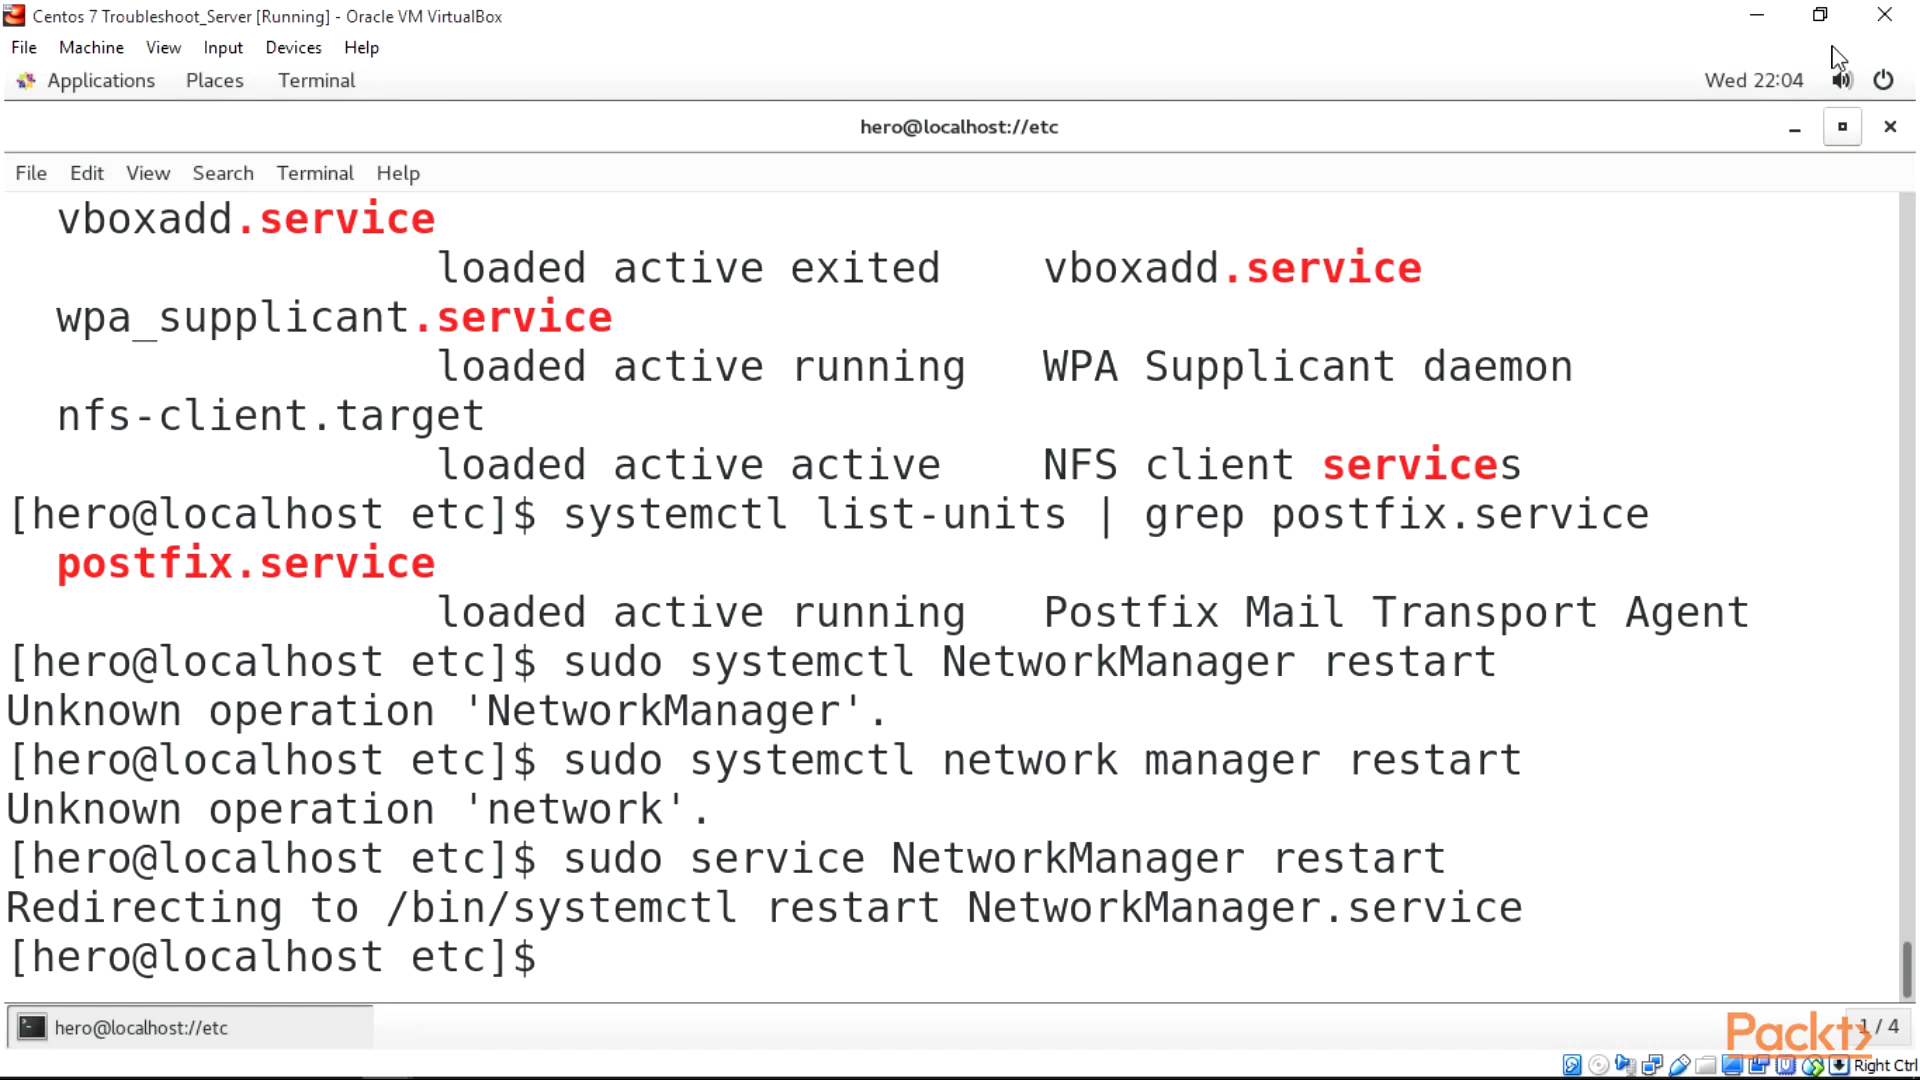 Centos 7 Troubleshoot_Server [Running] - Oracle VM VirtualBox
File Machine View Input Devices Help
Applications Places Terminal Wed 22:04
hero@localhost://etc
File Edit View Search Terminal Help
vboxadd.service
loaded active exited vboxadd.service
wpa_supplicant.service
loaded active running WPA Supplicant daemon
nfs-client.target
loaded active active NFS client services
[hero@localhost etc]$ systemctl list-units | grep postfix.service
postfix.service
loaded active running Postfix Mail Transport Agent
[hero@localhost etc]$ sudo systemctl NetworkManager restart
Unknown operation 'NetworkManager'.
[hero@localhost etc]$ sudo systemctl network manager restart
Unknown operation 'network'.
[hero@localhost etc]$ sudo service NetworkManager restart
Redirecting to /bin/systemctl restart NetworkManager.service
[hero@localhost etc]$
hero@localhost://etc
Packt 1 / 4
Right Ctrl